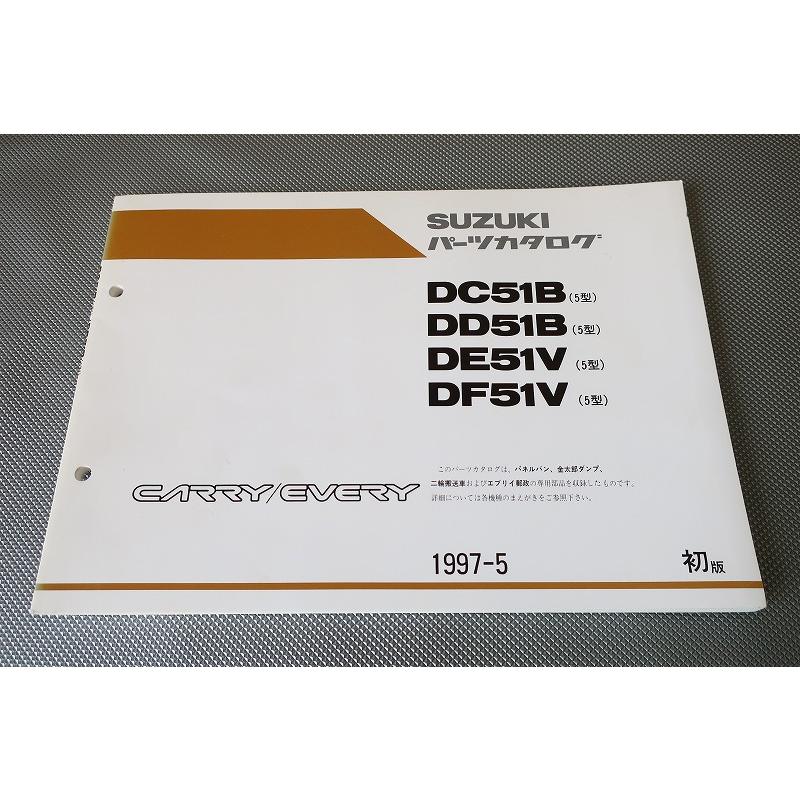 SUZUKI
パーツカタログ
DC51B(5型)
DD51B(5型)
DE51V(5型)
DF51V(5型)
このパーツカタログは、パネルバン、金太郎ダンプ、
二輪搬送車およびエブリイ郵政の専用部品を収録したものです。
詳細については各機種のまえがきをご参照下さい。
CARRY/EVERY
1997-5
初版